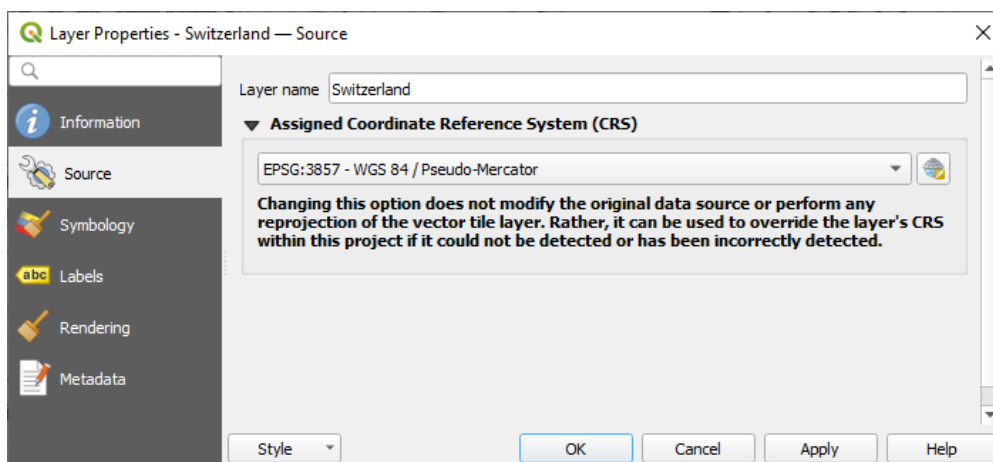 Layer Properties - Switzerland — Source
Information
Source
Symbology
abc Labels
Rendering
Metadata
Layer name Switzerland
Assigned Coordinate Reference System (CRS)
EPSG:3857 - WGS 84 / Pseudo-Mercator
Changing this option does not modify the original data source or perform any
reprojection of the vector tile layer. Rather, it can be used to override the layer's CRS
within this project if it could not be detected or has been incorrectly detected.
Style OK Cancel Apply Help